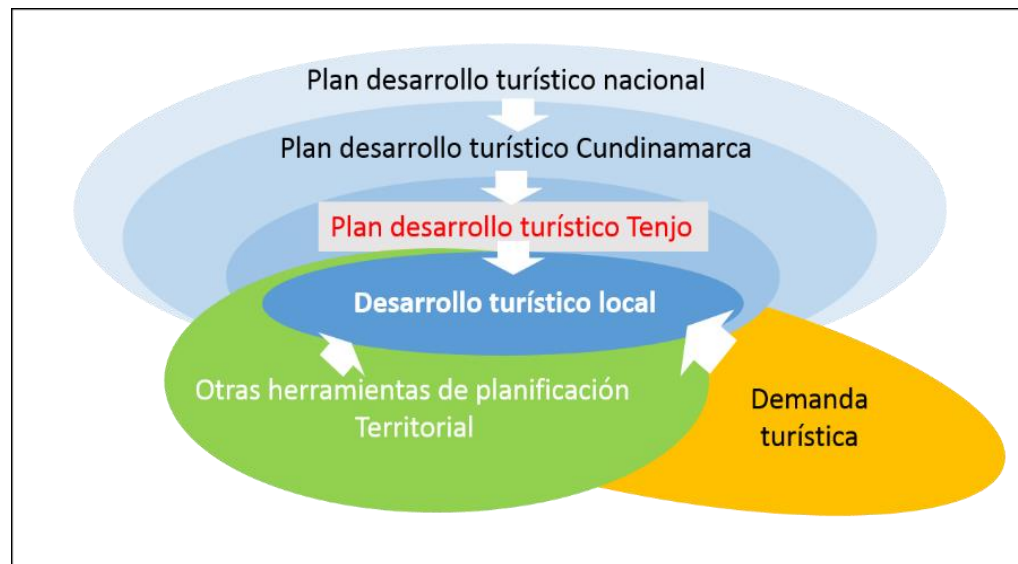 Plan desarrollo turístico nacional
Plan desarrollo turístico Cundinamarca
Plan desarrollo turístico Tenjo
Desarrollo turístico local
Otras herramientas de planificación
Territorial
Demanda
turística